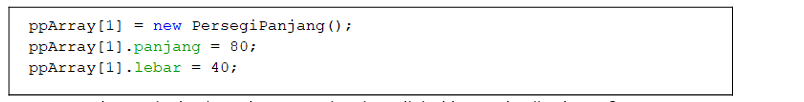 ppArray[1] = new PersegiPanjang();
ppArray[1].panjang = 80;
ppArray[1].lebar = 40;